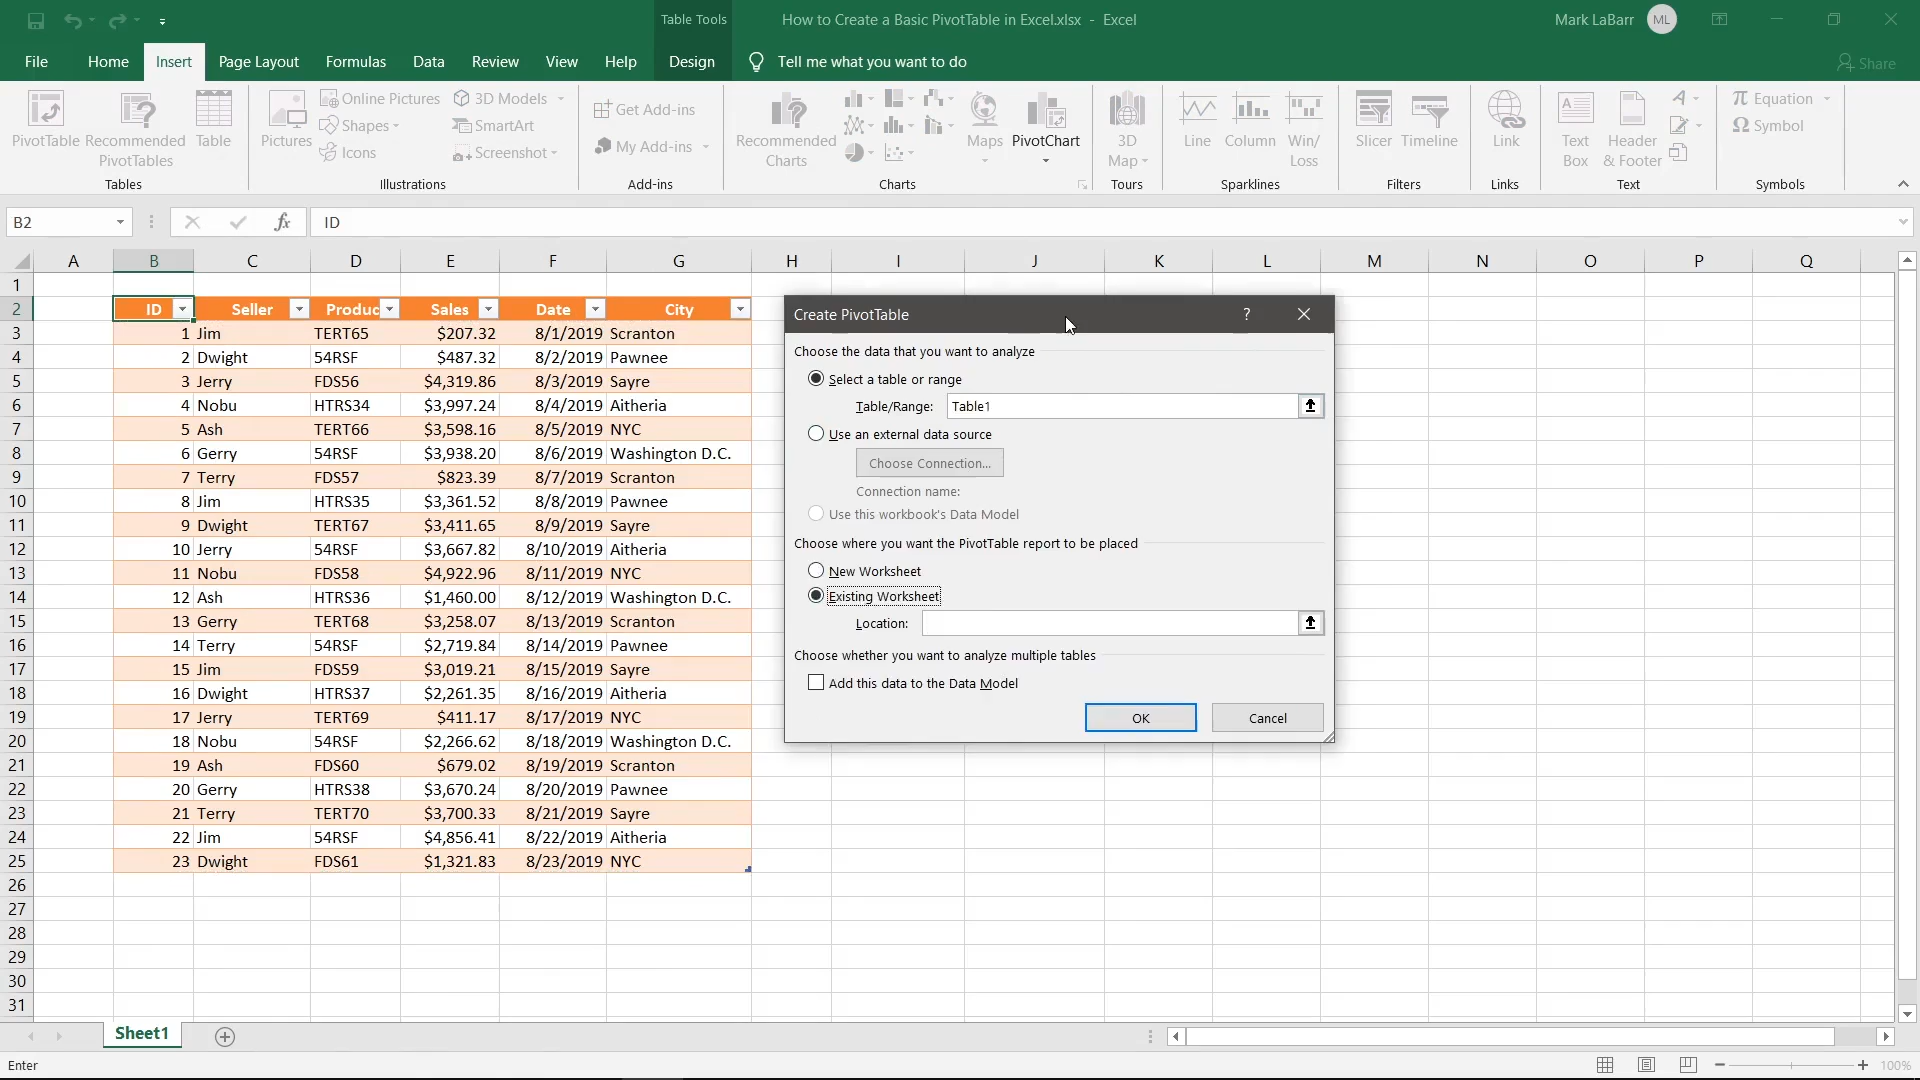 Table Tools
How to Create a Basic PivotTable in Excel.xlsx - Excel
Mark LaBarr ML
File Home Insert Page Layout Formulas Data Review View Help Design Tell me what you want to do Share
PivotTable
Recommended PivotTables
Table
Tables
Pictures
Online Pictures
Shapes
Icons
3D Models
SmartArt
Screenshot
Illustrations
Get Add-ins
My Add-ins
Add-ins
Recommended Charts
Maps
PivotChart
Charts
3D Map
Tours
Line
Column
Win/Loss
Sparklines
Slicer
Timeline
Filters
Link
Links
Text Box
Header & Footer
Text
Equation
Symbol
Symbols
B2 fx ID
A B C D E F G H I J K L M N O P Q
1
2 ID Seller Produc Sales Date City
3 1 Jim TERT65 $207.32 8/1/2019 Scranton
4 2 Dwight 54RSF $487.32 8/2/2019 Pawnee
5 3 Jerry FDS56 $4,319.86 8/3/2019 Sayre
6 4 Nobu HTRS34 $3,997.24 8/4/2019 Aitheria
7 5 Ash TERT66 $3,598.16 8/5/2019 NYC
8 6 Gerry 54RSF $3,938.20 8/6/2019 Washington D.C.
9 7 Terry FDS57 $823.39 8/7/2019 Scranton
10 8 Jim HTRS35 $3,361.52 8/8/2019 Pawnee
11 9 Dwight TERT67 $3,411.65 8/9/2019 Sayre
12 10 Jerry 54RSF $3,667.82 8/10/2019 Aitheria
13 11 Nobu FDS58 $4,922.96 8/11/2019 NYC
14 12 Ash HTRS36 $1,460.00 8/12/2019 Washington D.C.
15 13 Gerry TERT68 $3,258.07 8/13/2019 Scranton
16 14 Terry 54RSF $2,719.84 8/14/2019 Pawnee
17 15 Jim FDS59 $3,019.21 8/15/2019 Sayre
18 16 Dwight HTRS37 $2,261.35 8/16/2019 Aitheria
19 17 Jerry TERT69 $411.17 8/17/2019 NYC
20 18 Nobu 54RSF $2,266.62 8/18/2019 Washington D.C.
21 19 Ash FDS60 $679.02 8/19/2019 Scranton
22 20 Gerry HTRS38 $3,670.24 8/20/2019 Pawnee
23 21 Terry TERT70 $3,700.33 8/21/2019 Sayre
24 22 Jim 54RSF $4,856.41 8/22/2019 Aitheria
25 23 Dwight FDS61 $1,321.83 8/23/2019 NYC
26
27
28
29
30
31
Create PivotTable ?
Choose the data that you want to analyze
Select a table or range
Table/Range: Table1
Use an external data source
Choose Connection...
Connection name:
Use this workbook's Data Model
Choose where you want the PivotTable report to be placed
New Worksheet
Existing Worksheet
Location:
Choose whether you want to analyze multiple tables
Add this data to the Data Model
OK Cancel
Sheet1
Enter
100%